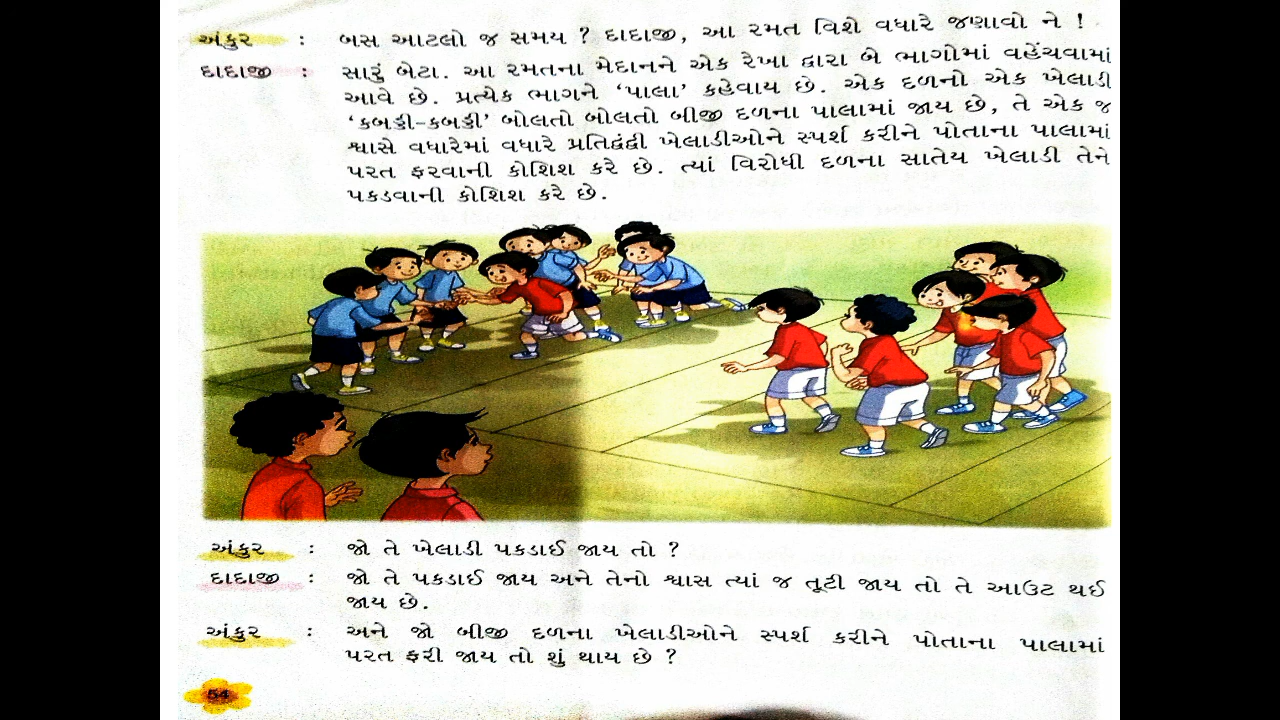 અંકુર : બસ આટલો જ સમય ? દાદાજી, આ રમત વિશે વધારે જણાવો ને !
દાદાજી : સારું બેટા. આ રમતના મેદાનને એક રેખા દ્વારા બે ભાગોમાં વહેંચવામાં
આવે છે. પ્રત્યેક ભાગને ‘પાલા’ કહેવાય છે. એક દળનો એક ખેલાડી
‘કબડ્ડી-કબડ્ડી’ બોલતો બોલતો બીજી દળના પાલામાં જાય છે, તે એક જ
શ્વાસે વધારેમાં વધારે પ્રતિદ્વંદ્વી ખેલાડીઓને સ્પર્શ કરીને પોતાના પાલામાં
પરત ફરવાની કોશિશ કરે છે. ત્યાં વિરોધી દળના સાતેય ખેલાડી તેને
પકડવાની કોશિશ કરે છે.
અંકુર : જો તે ખેલાડી પકડાઈ જાય તો ?
દાદાજી : જો તે પકડાઈ જાય અને તેનો શ્વાસ ત્યાં જ તૂટી જાય તો તે આઉટ થઈ
જાય છે.
અંકુર : અને જો બીજી દળના ખેલાડીઓને સ્પર્શ કરીને પોતાના પાલામાં
પરત ફરી જાય તો શું થાય છે ?
54